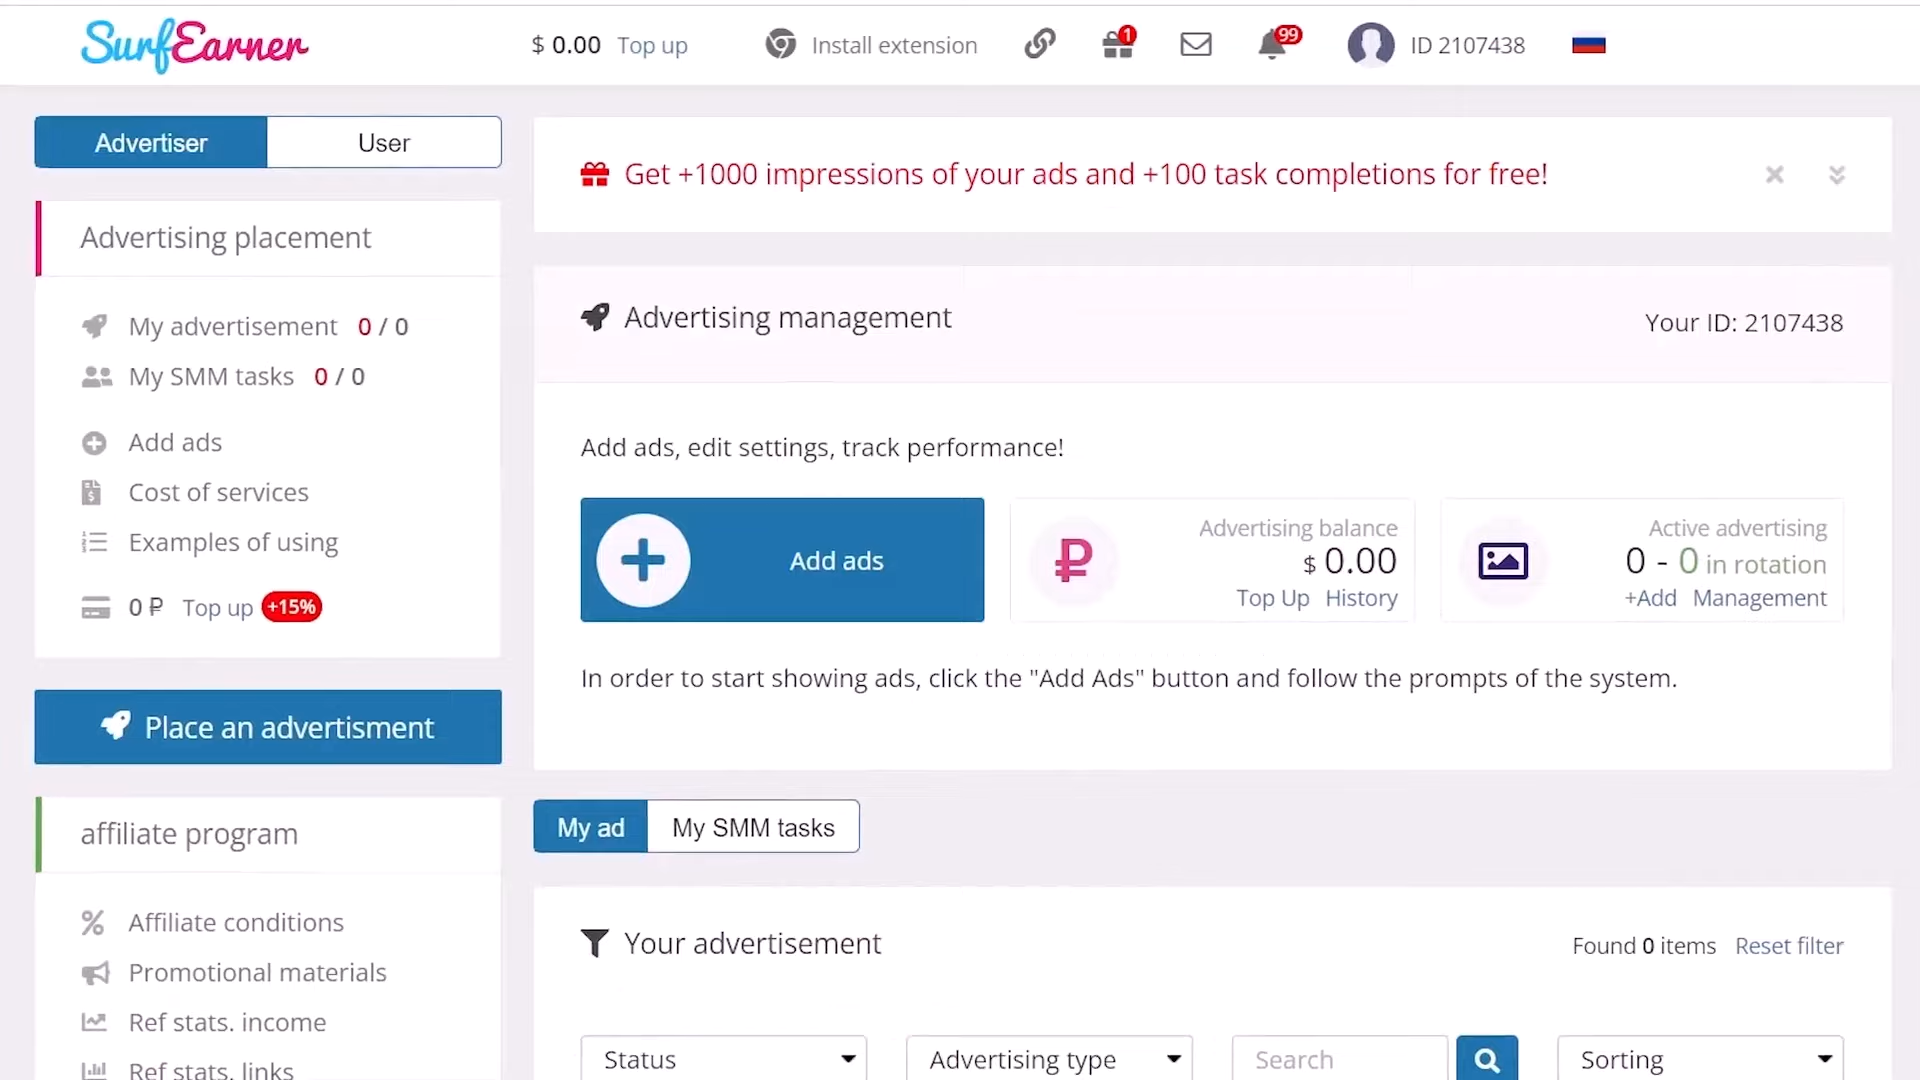 SurfEarner
$ 0.00 Top up
Install extension
1
99
ID 2107438
Advertiser
User
Advertising placement
My advertisement 0 / 0
My SMM tasks 0 / 0
Add ads
Cost of services
Examples of using
0 ₽ Top up +15%
Place an advertisment
affiliate program
Affiliate conditions
Promotional materials
Ref stats. income
Ref stats. links
Get +1000 impressions of your ads and +100 task completions for free!
Advertising management
Your ID: 2107438
Add ads, edit settings, track performance!
Add ads
Advertising balance
$ 0.00
Top Up History
Active advertising
0 - 0 in rotation
+Add Management
In order to start showing ads, click the "Add Ads" button and follow the prompts of the system.
My ad
My SMM tasks
Your advertisement
Found 0 items Reset filter
Status
Advertising type
Search
Sorting